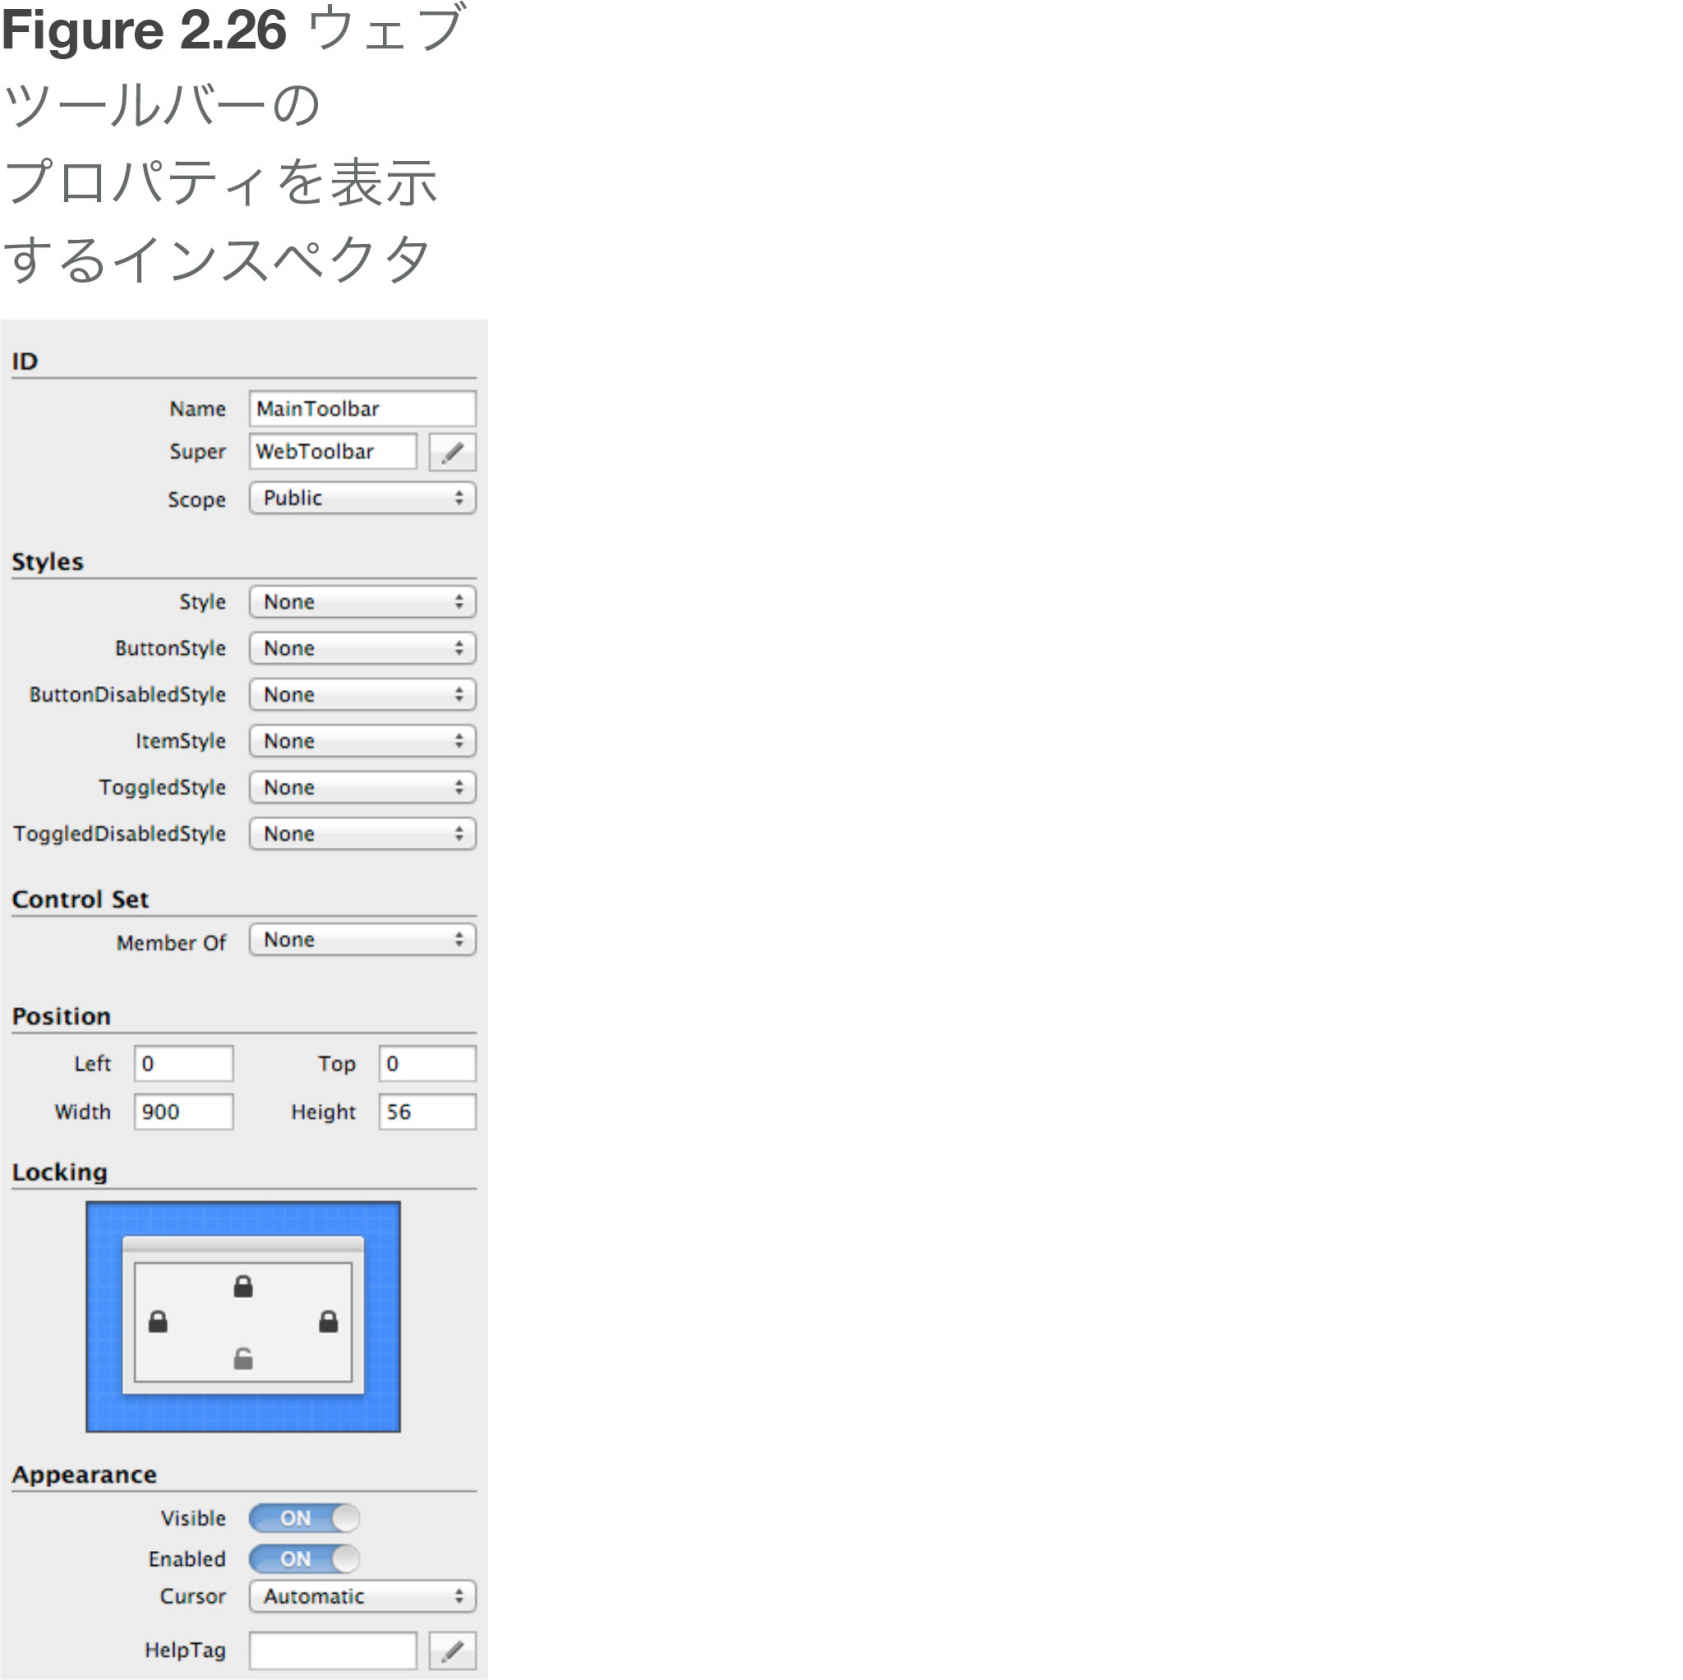 Figure 2.26 ウェブ
ツールバーの
プロパティを表示
するインスペクタ
ID
Name MainToolbar
Super WebToolbar
Scope Public
Styles
Style None
ButtonStyle None
ButtonDisabledStyle None
ItemStyle None
ToggledStyle None
ToggledDisabledStyle None
Control Set
Member Of None
Position
Left 0 Top 0
Width 900 Height 56
Locking
Appearance
Visible ON
Enabled ON
Cursor Automatic
HelpTag